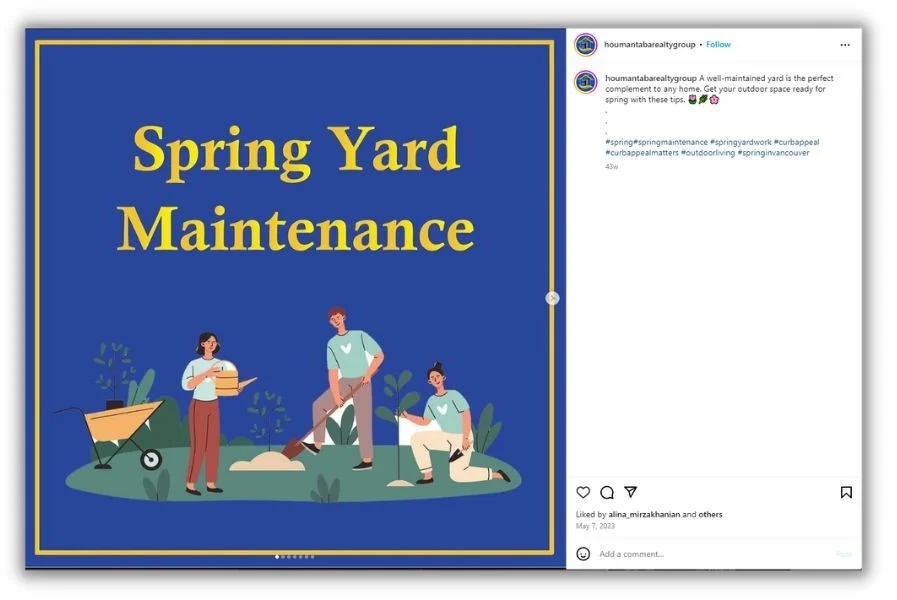 Spring Yard
Maintenance
houmantabarealtygroup • Follow
houmantabarealtygroup A well-maintained yard is the perfect
complement to any home. Get your outdoor space ready for
spring with these tips. 🌷🌿🌸
.
.
.
#spring#springmaintenance #springyardwork #curbappeal
#curbappealmatters #outdoorliving #springinvancouver
43w
Liked by alina_mirzakhanian and others
May 7, 2023
Add a comment...
Post